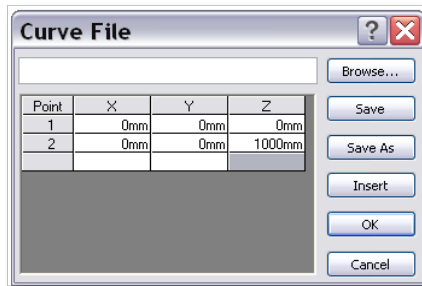 Curve File
Browse...
Point X Y Z
1 0mm 0mm 0mm
2 0mm 0mm 1000mm
Save
Save As
Insert
OK
Cancel